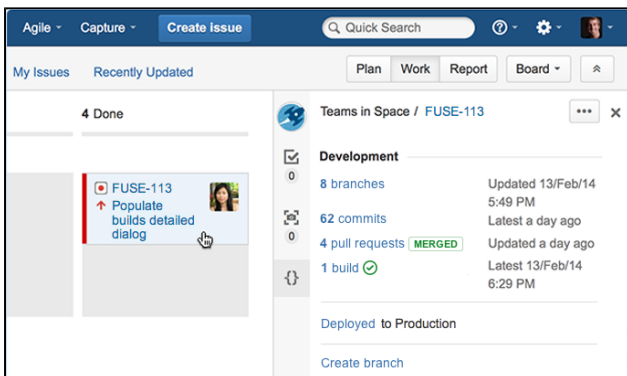 Agile Capture Create issue Quick Search
My Issues Recently Updated Plan Work Report Board
4 Done
FUSE-113
Populate
builds detailed
dialog
0
0
{}
Teams in Space / FUSE-113 •••
Development
8 branches Updated 13/Feb/14
5:49 PM
62 commits Latest a day ago
4 pull requests MERGED Updated a day ago
1 build Latest 13/Feb/14
6:29 PM
Deployed to Production
Create branch